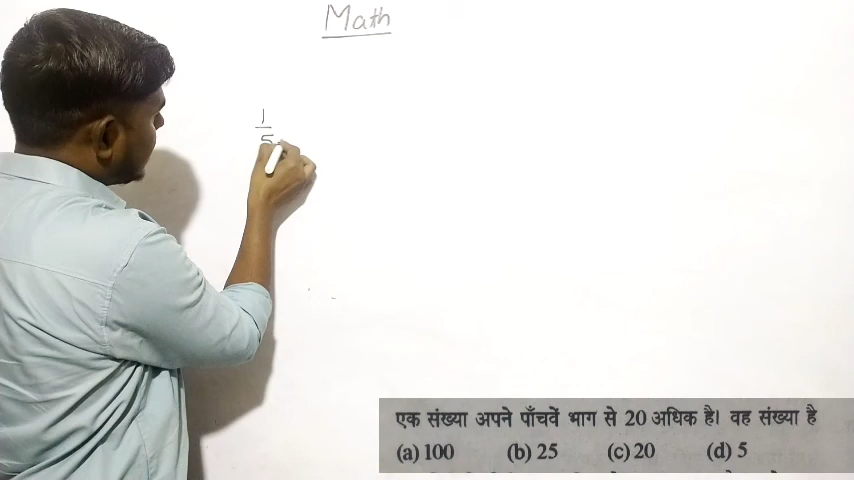 Math
1
5
एक संख्या अपने पाँचवें भाग से 20 अधिक है। वह संख्या है
(a) 100 (b) 25 (c) 20 (d) 5